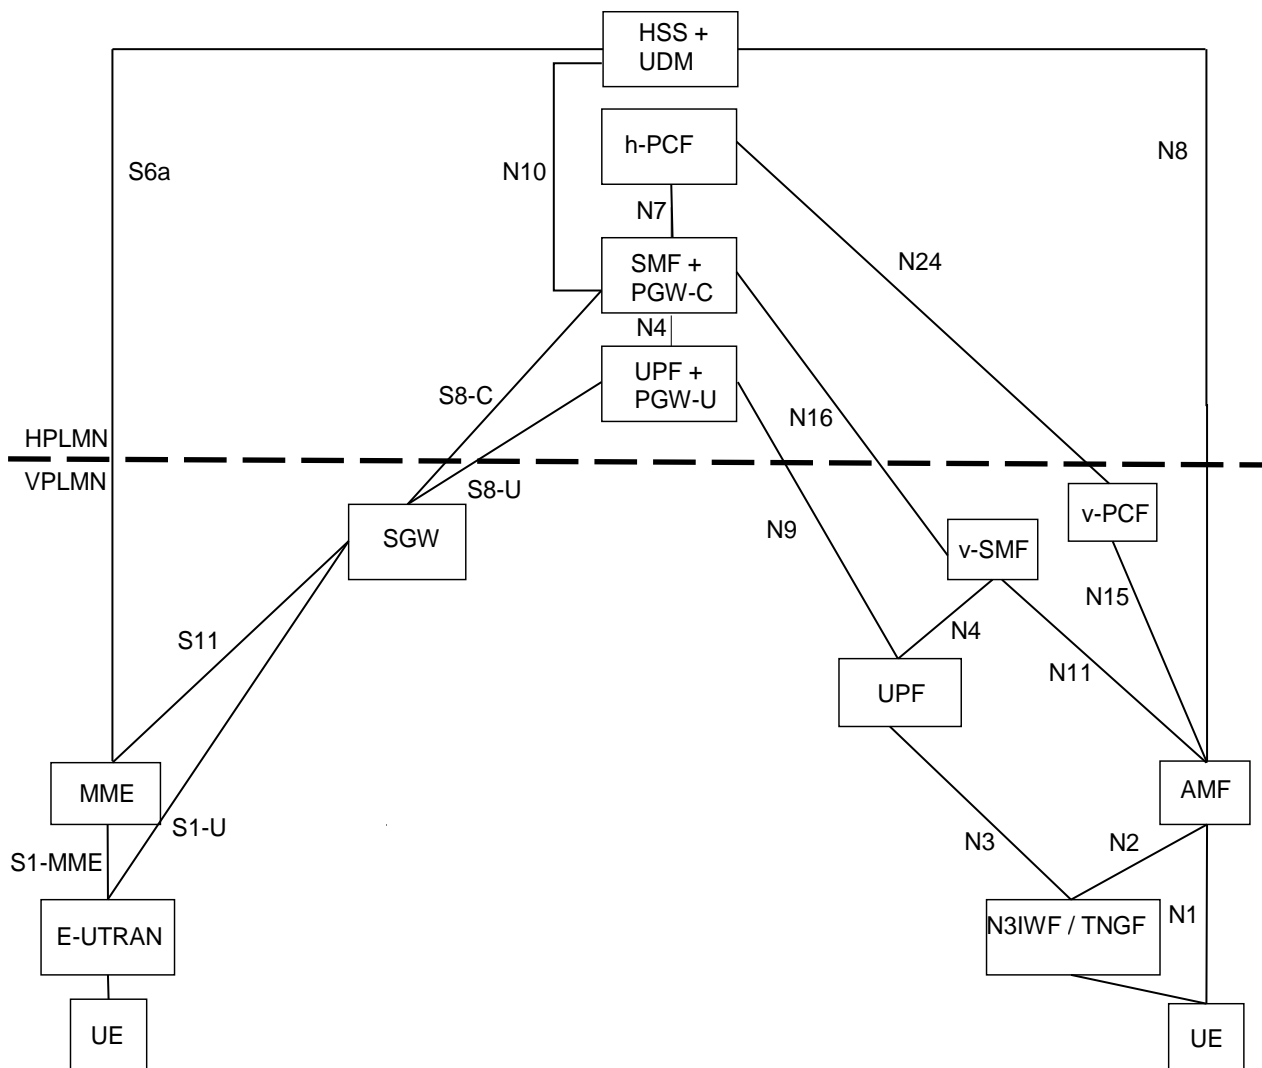 HSS +
UDM
h-PCF
S6a
N10
N8
N7
N24
SMF +
PGW-C
N4
UPF +
PGW-U
S8-C
N16
HPLMN
VPLMN
S8-U
v-PCF
SGW
N9
v-SMF
N15
S11
N4
N11
UPF
MME
AMF
S1-U
N3
N2
S1-MME
N1
E-UTRAN
N3IWF / TNGF
UE
UE